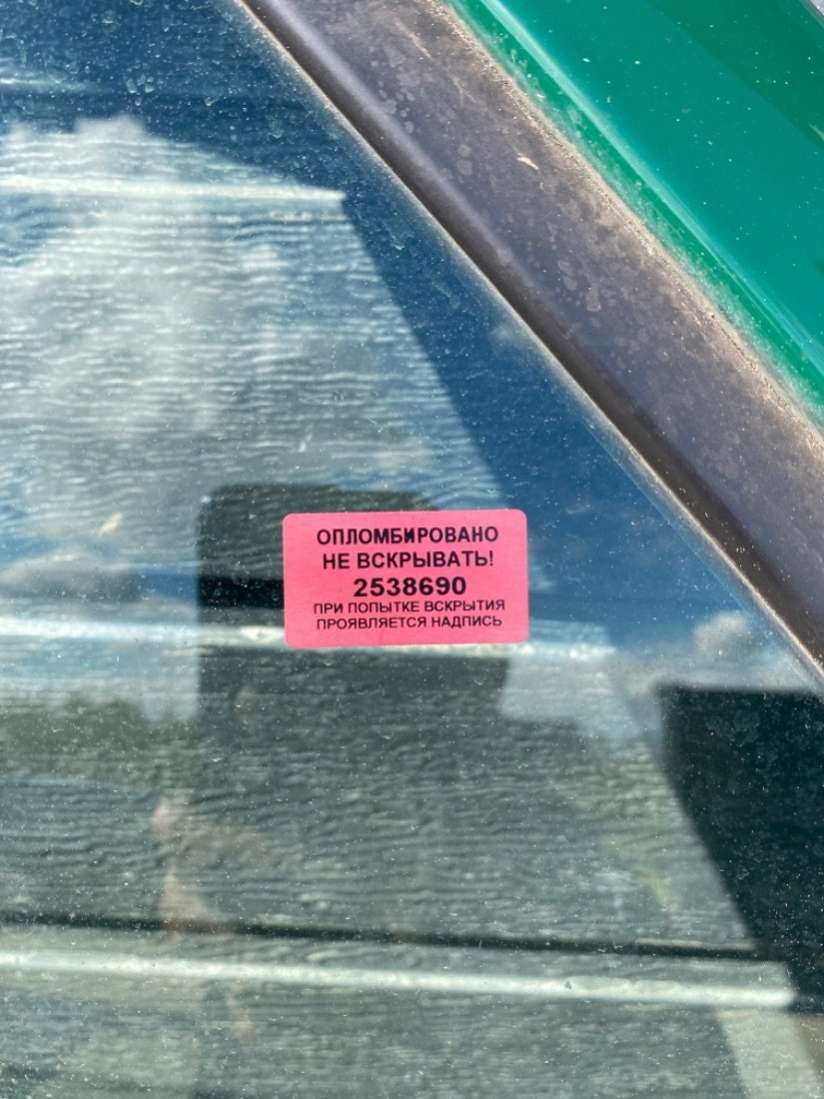 ОПЛОМБИРОВАНО
НЕ ВСКРЫВАТЬ!
2538690
ПРИ ПОПЫТКЕ ВСКРЫТИЯ
ПРОЯВЛЯЕТСЯ НАДПИСЬ